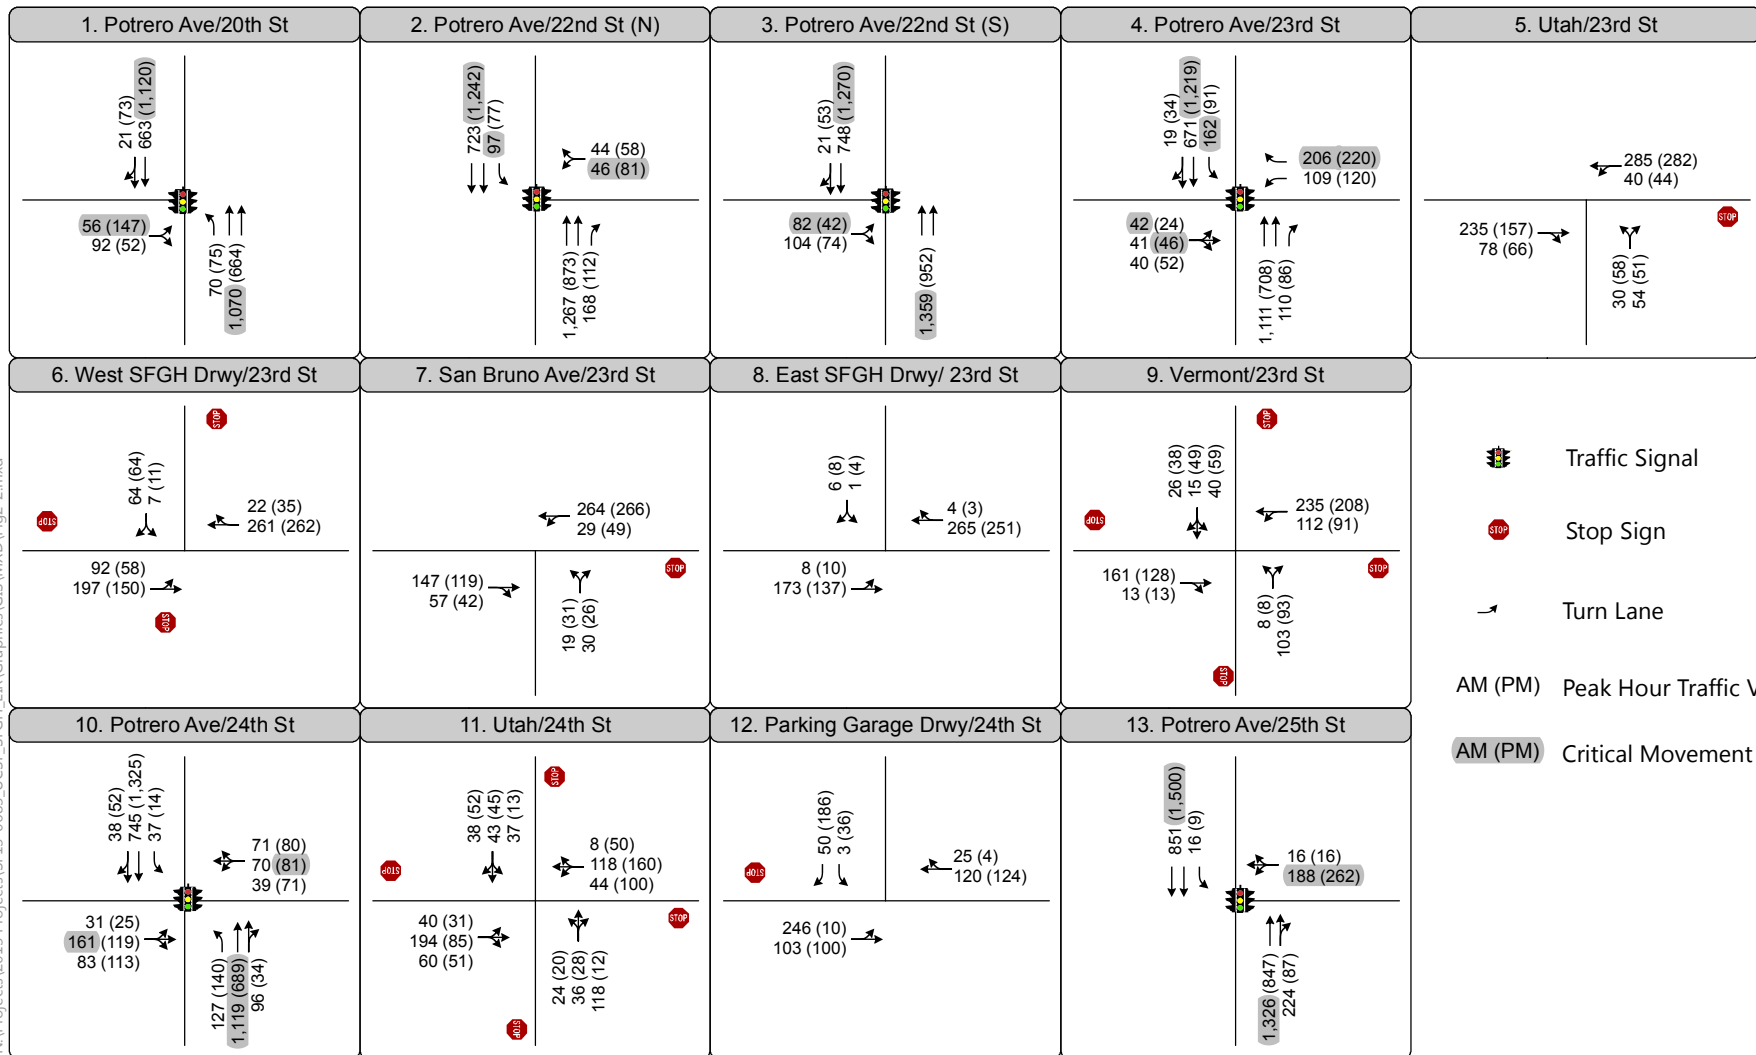 1. Potrero Ave/20th St
21 (73)
663 (1,120)
56 (147)
92 (52)
70 (75)
1,070 (664)
2. Potrero Ave/22nd St (N)
723 (1,242)
97 (77)
44 (58)
46 (81)
1,267 (873)
168 (112)
3. Potrero Ave/22nd St (S)
21 (53)
748 (1,270)
82 (42)
104 (74)
1,359 (952)
4. Potrero Ave/23rd St
19 (34)
671 (1,219)
162 (91)
206 (220)
109 (120)
42 (24)
41 (46)
40 (52)
1,111 (708)
110 (86)
5. Utah/23rd St
285 (282)
40 (44)
STOP
235 (157)
78 (66)
30 (58)
54 (51)
6. West SFGH Drwy/23rd St
STOP
64 (64)
7 (11)
STOP
22 (35)
261 (262)
92 (58)
197 (150)
STOP
7. San Bruno Ave/23rd St
264 (266)
29 (49)
STOP
147 (119)
57 (42)
19 (31)
30 (26)
8. East SFGH Drwy/ 23rd St
6 (8)
1 (4)
4 (3)
265 (251)
8 (10)
173 (137)
9. Vermont/23rd St
STOP
26 (38)
15 (49)
40 (59)
STOP
235 (208)
112 (91)
STOP
161 (128)
13 (13)
8 (8)
103 (93)
STOP
Traffic Signal
STOP
Stop Sign
Turn Lane
AM (PM) Peak Hour Traffic V
AM (PM) Critical Movement
10. Potrero Ave/24th St
38 (52)
745 (1,325)
37 (14)
71 (80)
70 (81)
39 (71)
31 (25)
161 (119)
83 (113)
127 (140)
1,119 (689)
96 (34)
11. Utah/24th St
STOP
38 (52)
43 (45)
37 (13)
STOP
8 (50)
118 (160)
44 (100)
STOP
40 (31)
194 (85)
60 (51)
24 (20)
36 (28)
118 (12)
STOP
12. Parking Garage Drwy/24th St
50 (186)
3 (36)
STOP
25 (4)
120 (124)
246 (10)
103 (100)
13. Potrero Ave/25th St
851 (1,500)
16 (9)
16 (16)
188 (262)
1,326 (847)
224 (87)